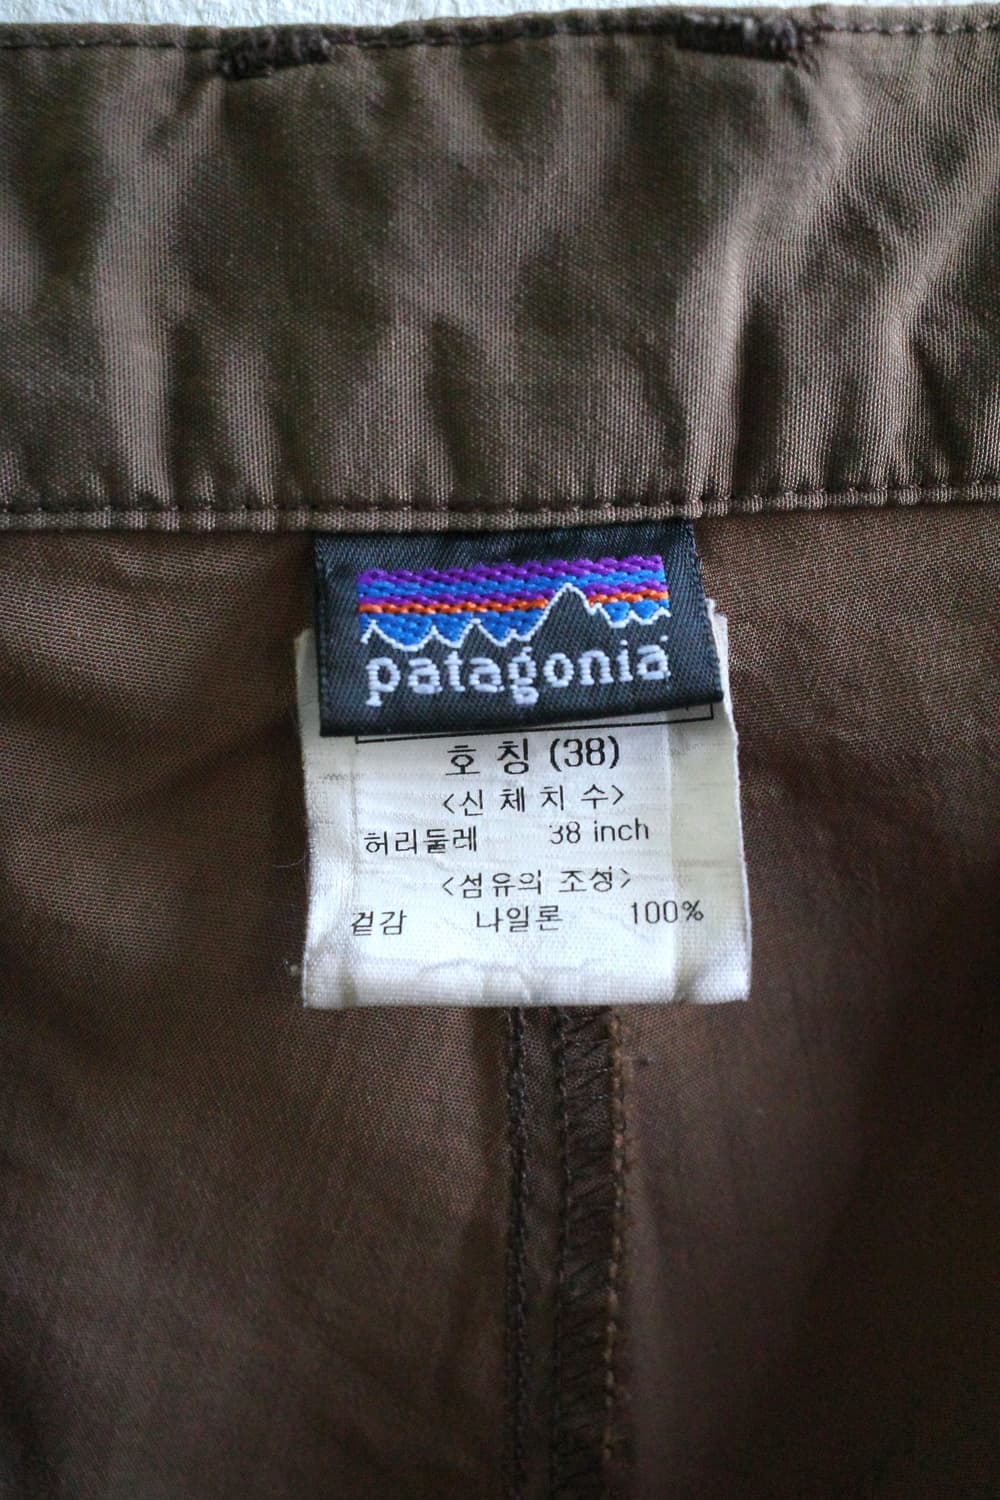 patagonia
호 칭 (38)
<신 체 치 수>
허리둘레 38 inch
<섬유의 조성>
겉감 나일론 100%